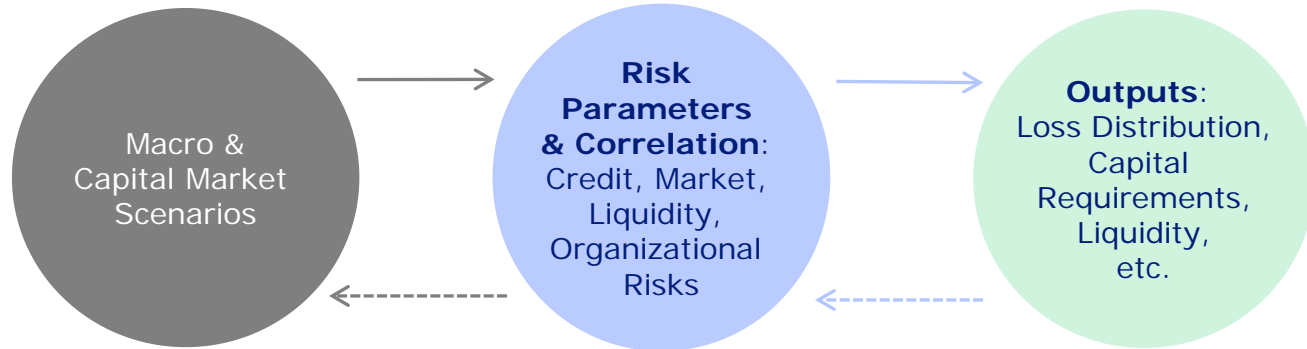 Macro &
Capital Market
Scenarios
Risk
Parameters
& Correlation:
Credit, Market,
Liquidity,
Organizational
Risks
Outputs:
Loss Distribution,
Capital
Requirements,
Liquidity,
etc.